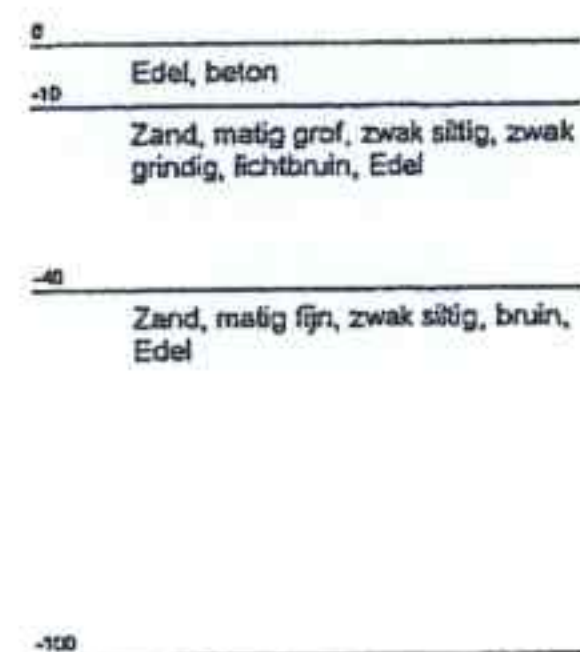 0
Edel, beton
-10
Zand, matig grof, zwak siltig, zwak
grindig, lichtbruin, Edel
-40
Zand, matig fijn, zwak siltig, bruin,
Edel
-100